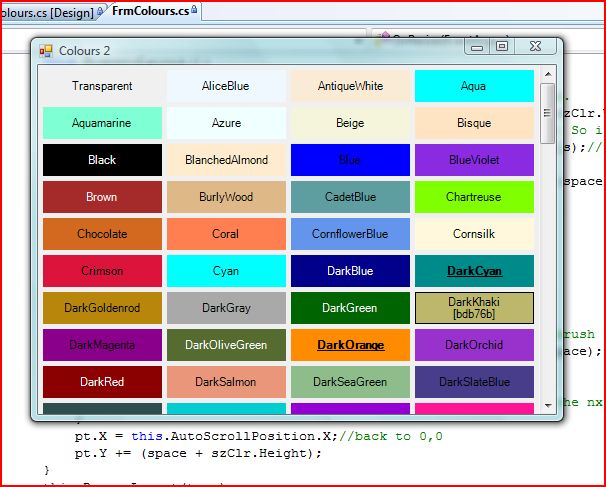 olours.cs [Design] FrmColours.cs
Colours 2
Transparent AliceBlue AntiqueWhite Aqua
szClr.
Aquamarine Azure Beige Bisque
So i
Black BlanchedAlmond Blue BlueViolet
s);//
Brown BurlyWood CadetBlue Chartreuse
space
Chocolate Coral CornflowerBlue Cornsilk
Crimson Cyan DarkBlue DarkCyan
DarkGoldenrod DarkGray DarkGreen DarkKhaki
[bdb76b]
DarkMagenta DarkOliveGreen DarkOrange DarkOrchid
rush
ace);
DarkRed DarkSalmon DarkSeaGreen DarkSlateBlue
he nx
pt.X = this.AutoScrollPosition.X;//back to 0,0
pt.Y += (space + szClr.Height);
}